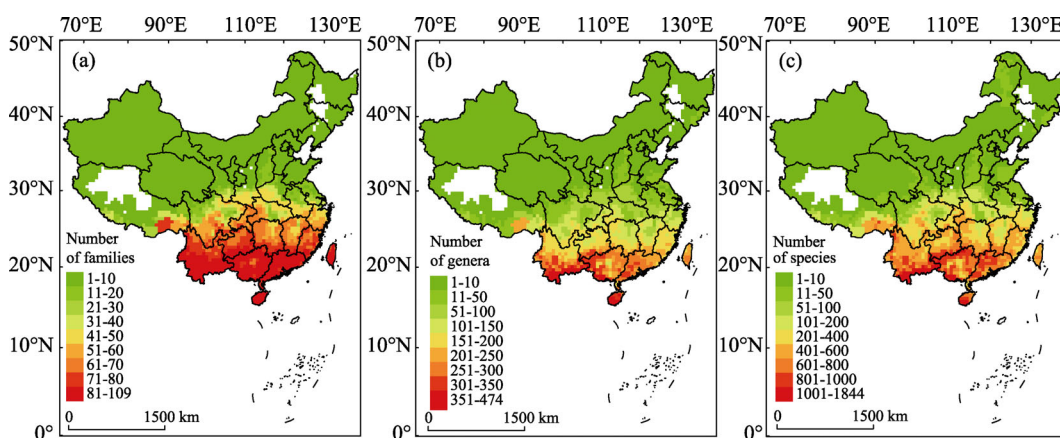 70°E 90°E 110°E 130°E
50°N
(a)
40°N
30°N
20°N
10°N
0°
Number
of families
1-10
11-20
21-30
31-40
41-50
51-60
61-70
71-80
81-109
0 1500 km
70°E 90°E 110°E 130°E
50°N
(b)
40°N
30°N
20°N
10°N
0°
Number
of genera
1-10
11-50
51-100
101-150
151-200
201-250
251-300
301-350
351-474
0 1500 km
70°E 90°E 110°E 130°E
50°N
(c)
40°N
30°N
20°N
10°N
0°
Number
of species
1-10
11-50
51-100
101-200
201-400
401-600
601-800
801-1000
1001-1844
0 1500 km